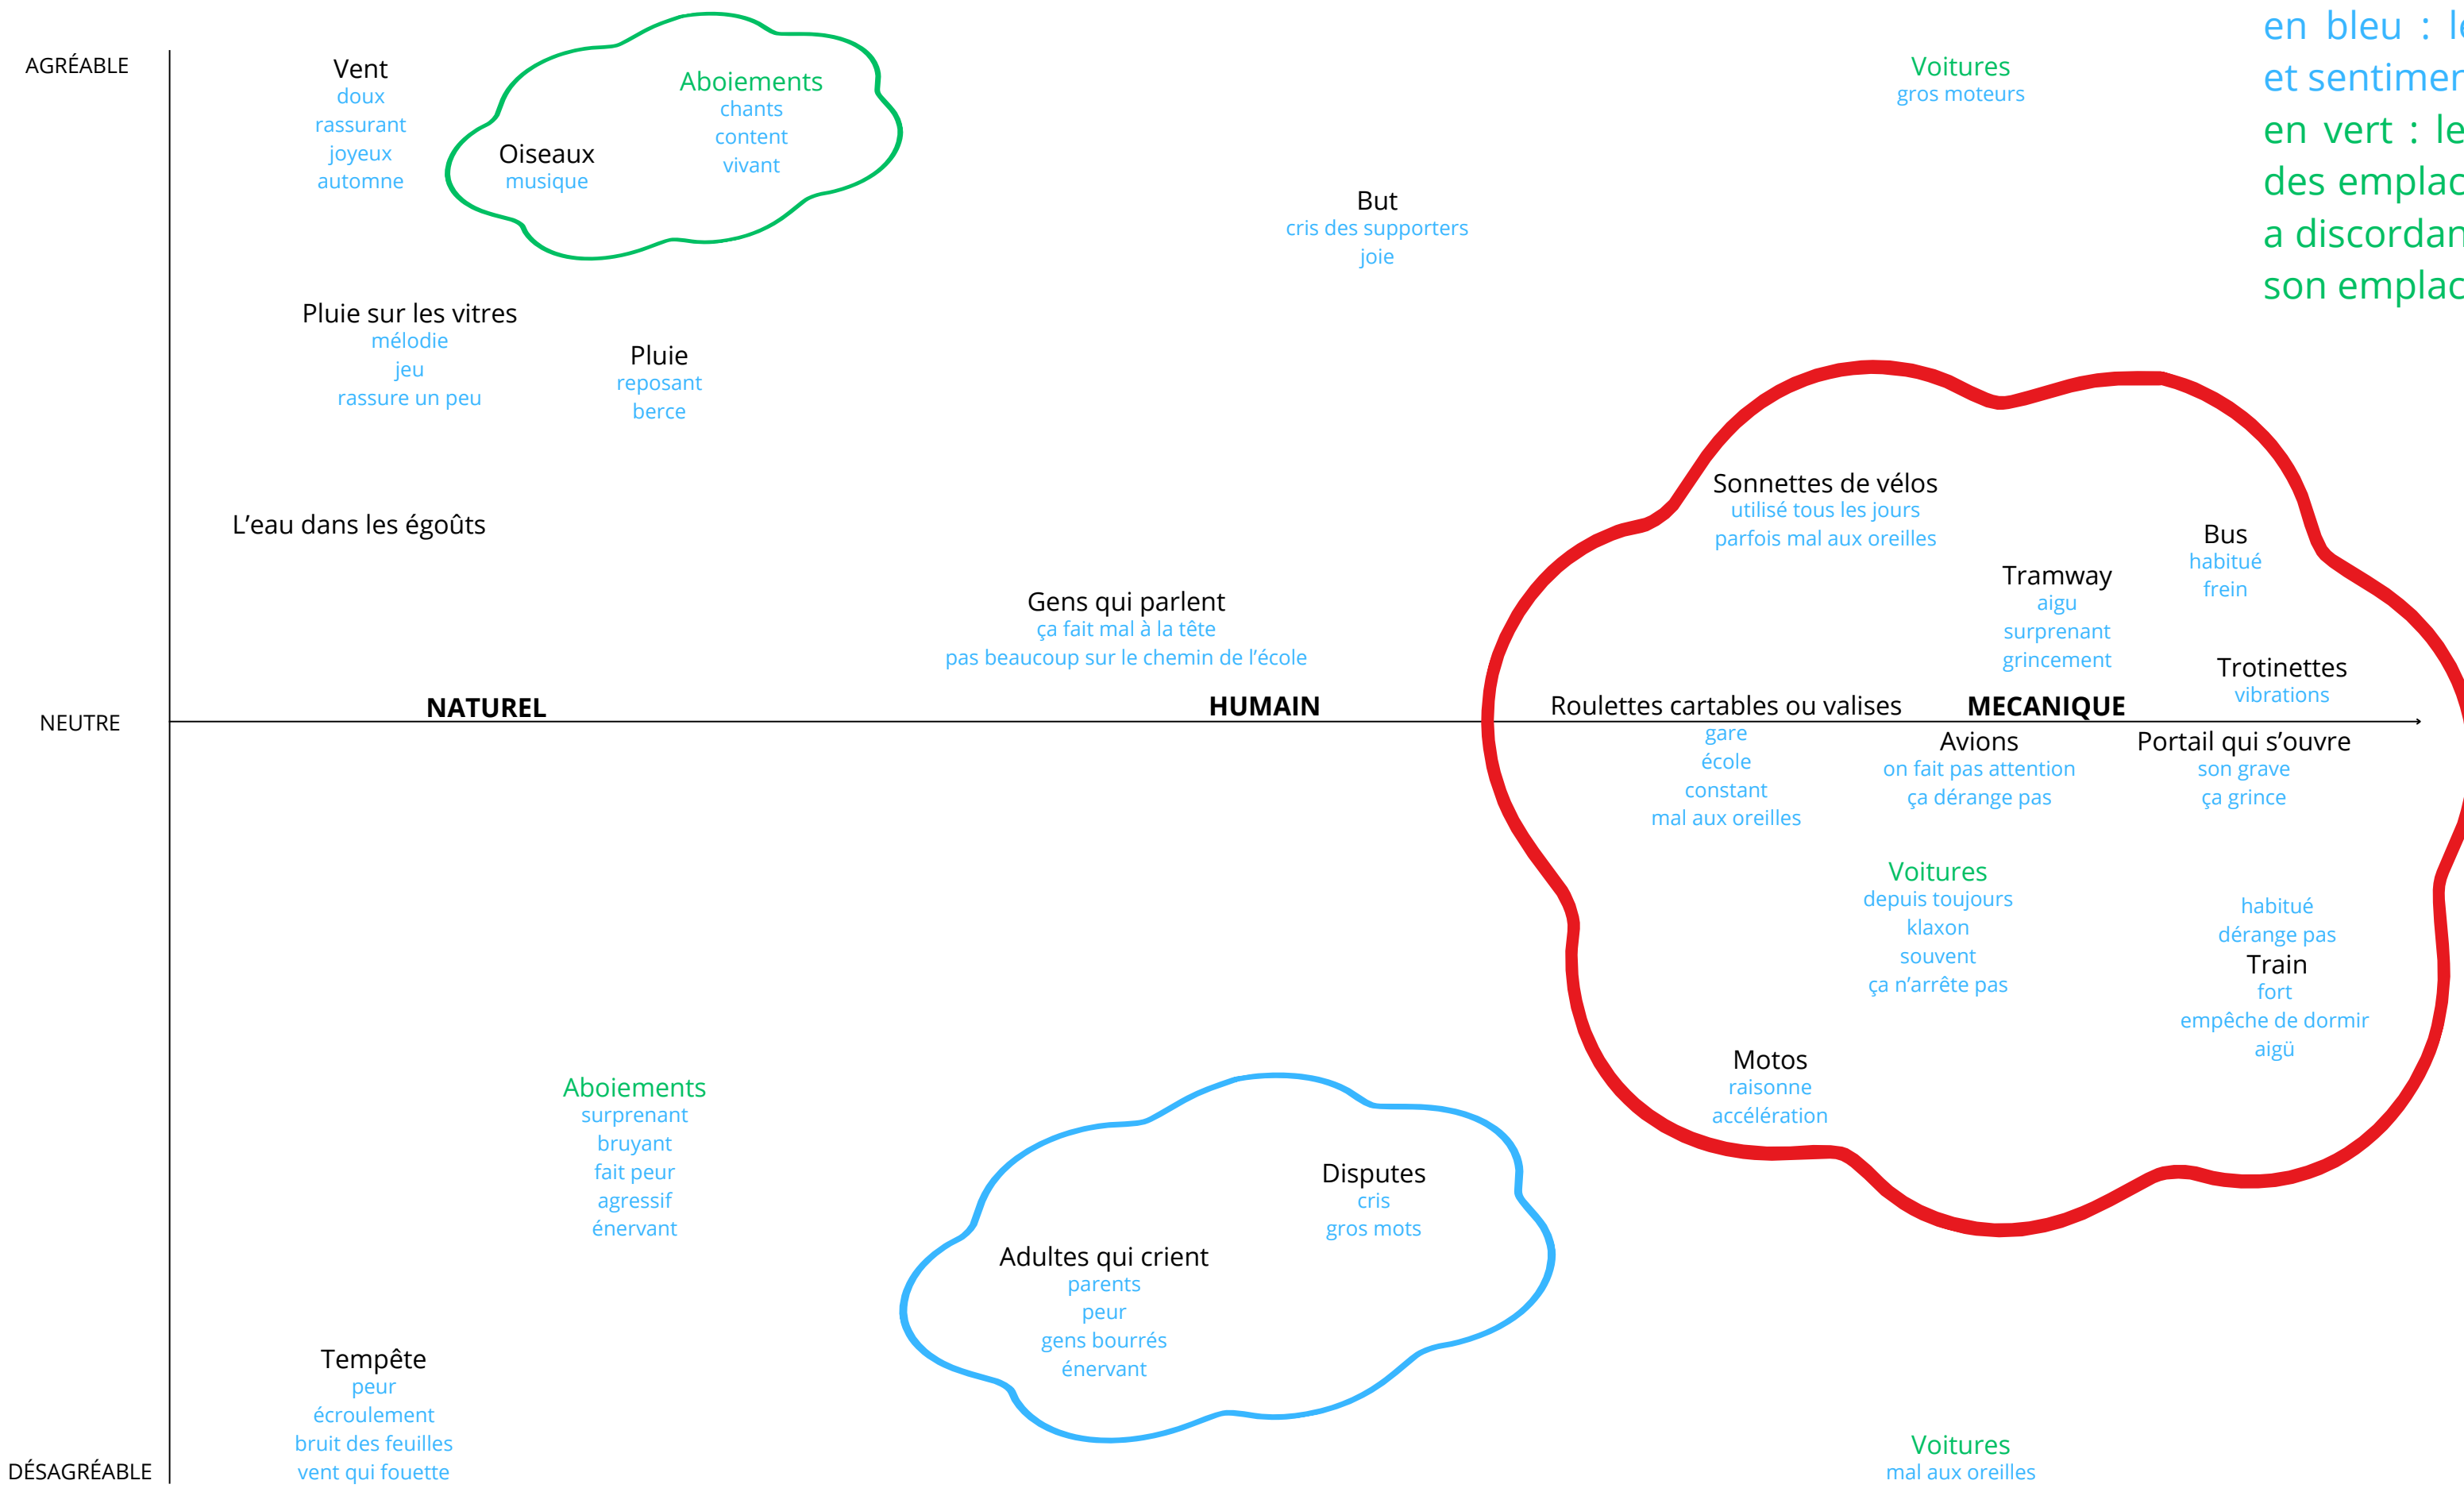 AGRÉABLE
Vent
doux
rassurant
joyeux
automne
Oiseaux
musique
Aboiements
chants
content
vivant
But
cris des supporters
joie
Voitures
gros moteurs
en bleu :
et
en vert :
des
a
son
Pluie sur les vitres
mélodie
jeu
rassure un peu
Pluie
reposant
berce
L’eau dans les égoûts
Gens qui parlent
ça fait mal à la tête
pas beaucoup sur le chemin de l’école
Sonnettes de vélos
utilisé tous les jours
parfois mal aux oreilles
Bus
habitué
frein
Tramway
aigu
surprenant
grincement
Trotinettes
vibrations
NEUTRE
NATUREL
HUMAIN
Roulettes cartables ou valises
MECANIQUE
gare
école
constant
mal aux oreilles
Avions
on fait pas attention
ça dérange pas
Portail qui s’ouvre
son grave
ça grince
Voitures
depuis toujours
klaxon
souvent
ça n’arrête pas
habitué
dérange pas
Train
fort
empêche de dormir
aigü
Motos
raisonne
accélération
Aboiements
surprenant
bruyant
fait peur
agressif
énervant
Disputes
cris
gros mots
Adultes qui crient
parents
peur
gens bourrés
énervant
Tempête
peur
écroulement
bruit des feuilles
vent qui fouette
Voitures
mal aux oreilles
DÉSAGRÉABLE